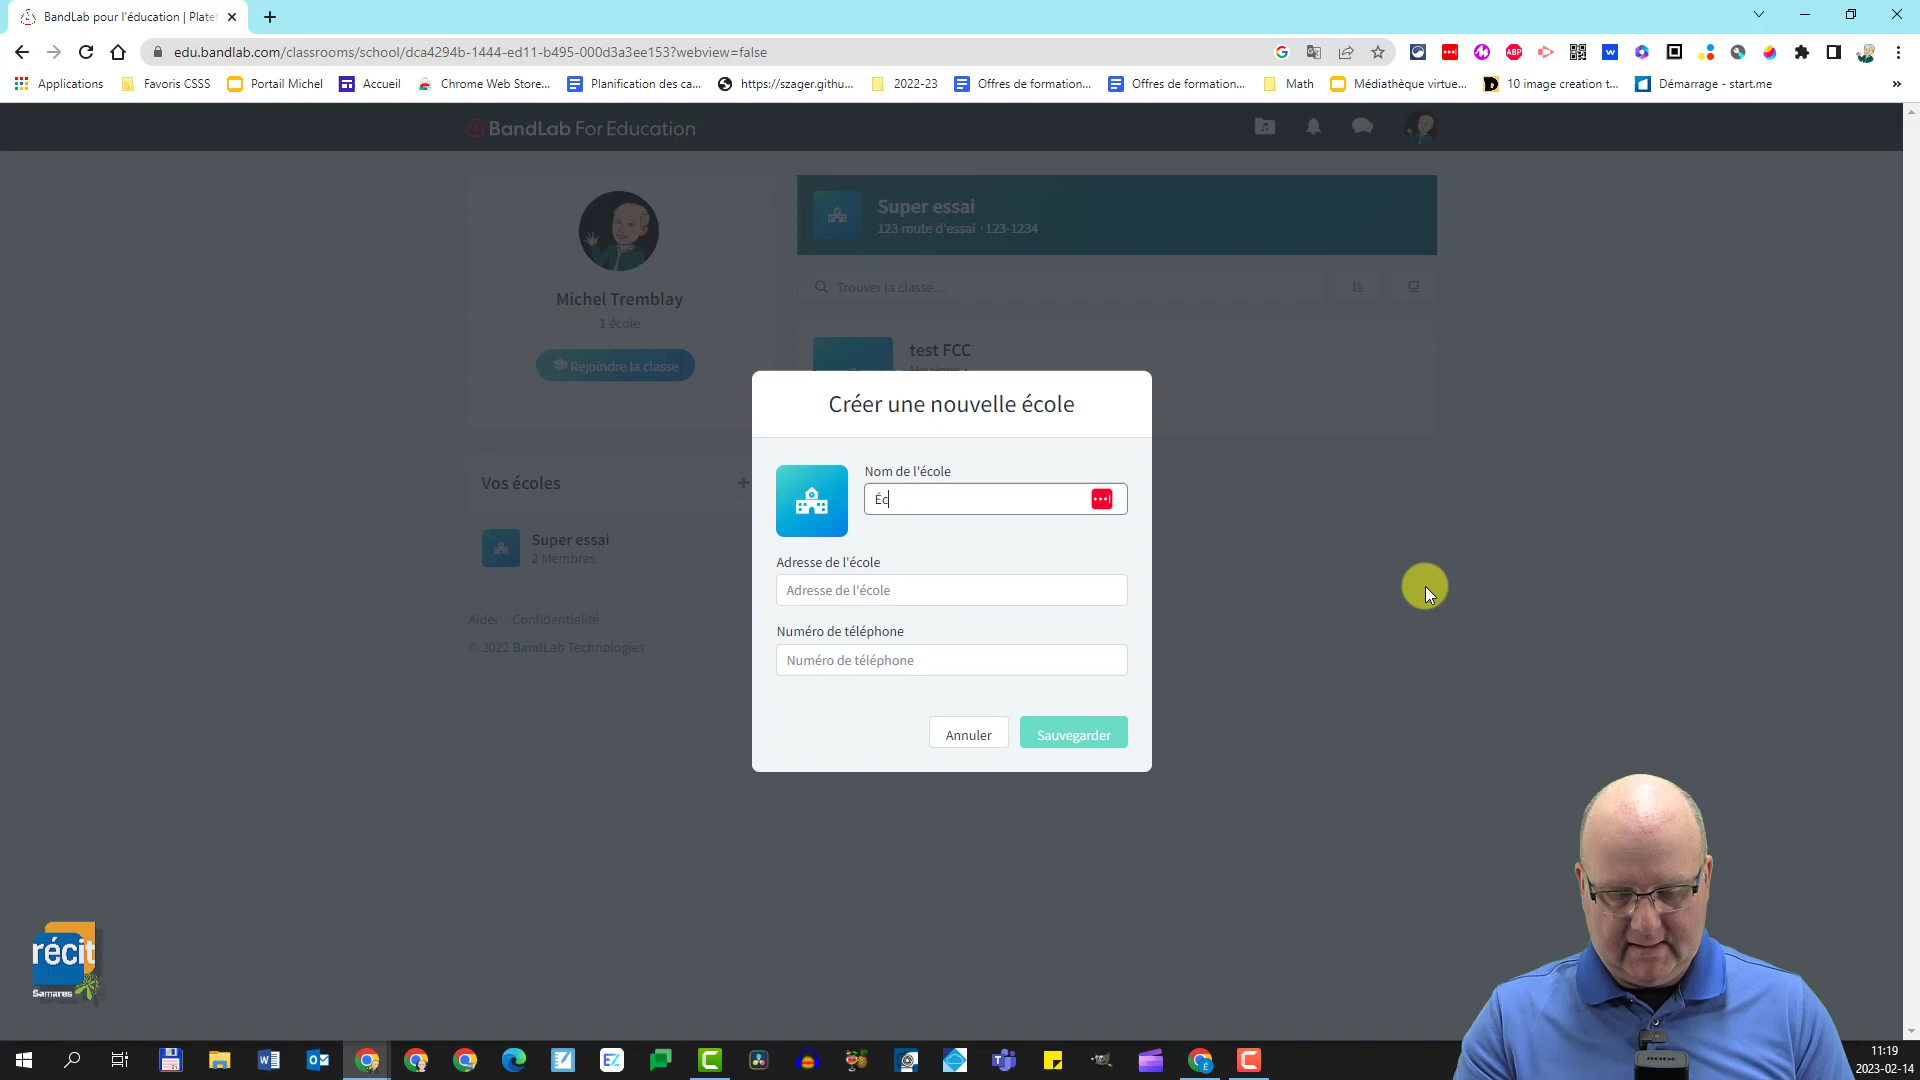 BandLab pour l'éducation | Platef
edu.bandlab.com/classrooms/school/dca4294b-1444-ed11-b495-000d3a3ee153?webview=false
Applications
Favoris CSSS
Portail Michel
Accueil
Chrome Web Store...
Planification des ca...
https://szager.githu...
2022-23
Offres de formation...
Offres de formation...
Math
Médiathèque virtue...
10 image creation t...
Démarrage - start.me
»
BandLab For Education
Super essai
123 route d'essai · 123-1234
Michel Tremblay
1 école
Rejoindre la classe
Trouver la classe...
test FCC
Créer une nouvelle école
Nom de l'école
Éc
Adresse de l'école
Adresse de l'école
Numéro de téléphone
Numéro de téléphone
Annuler
Sauvegarder
Vos écoles
Super essai
2 Membres
Aider · Confidentialité
© 2022 BandLab Technologies
récit
Samares
RODE
11:19
2023-02-14